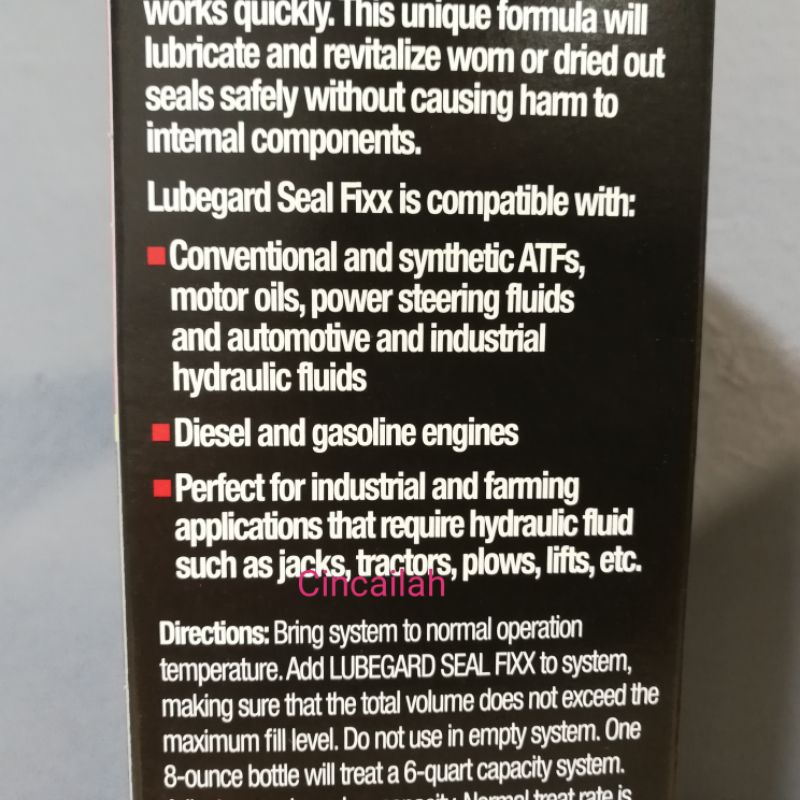 works quickly. This unique formula will
lubricate and revitalize worn or dried out
seals safely without causing harm to
internal components.
Lubegard Seal Fixx is compatible with:
Conventional and synthetic ATFs,
motor oils, power steering fluids
and automotive and industrial
hydraulic fluids
Diesel and gasoline engines
Perfect for industrial and farming
applications that require hydraulic fluid
such as jacks, tractors, plows, lifts, etc.
Cincailah
Directions: Bring system to normal operation
temperature. Add LUBEGARD SEAL FIXX to system,
making sure that the total volume does not exceed the
maximum fill level. Do not use in empty system. One
8-ounce bottle will treat a 6-quart capacity system.
capacity. Normal treat rate is